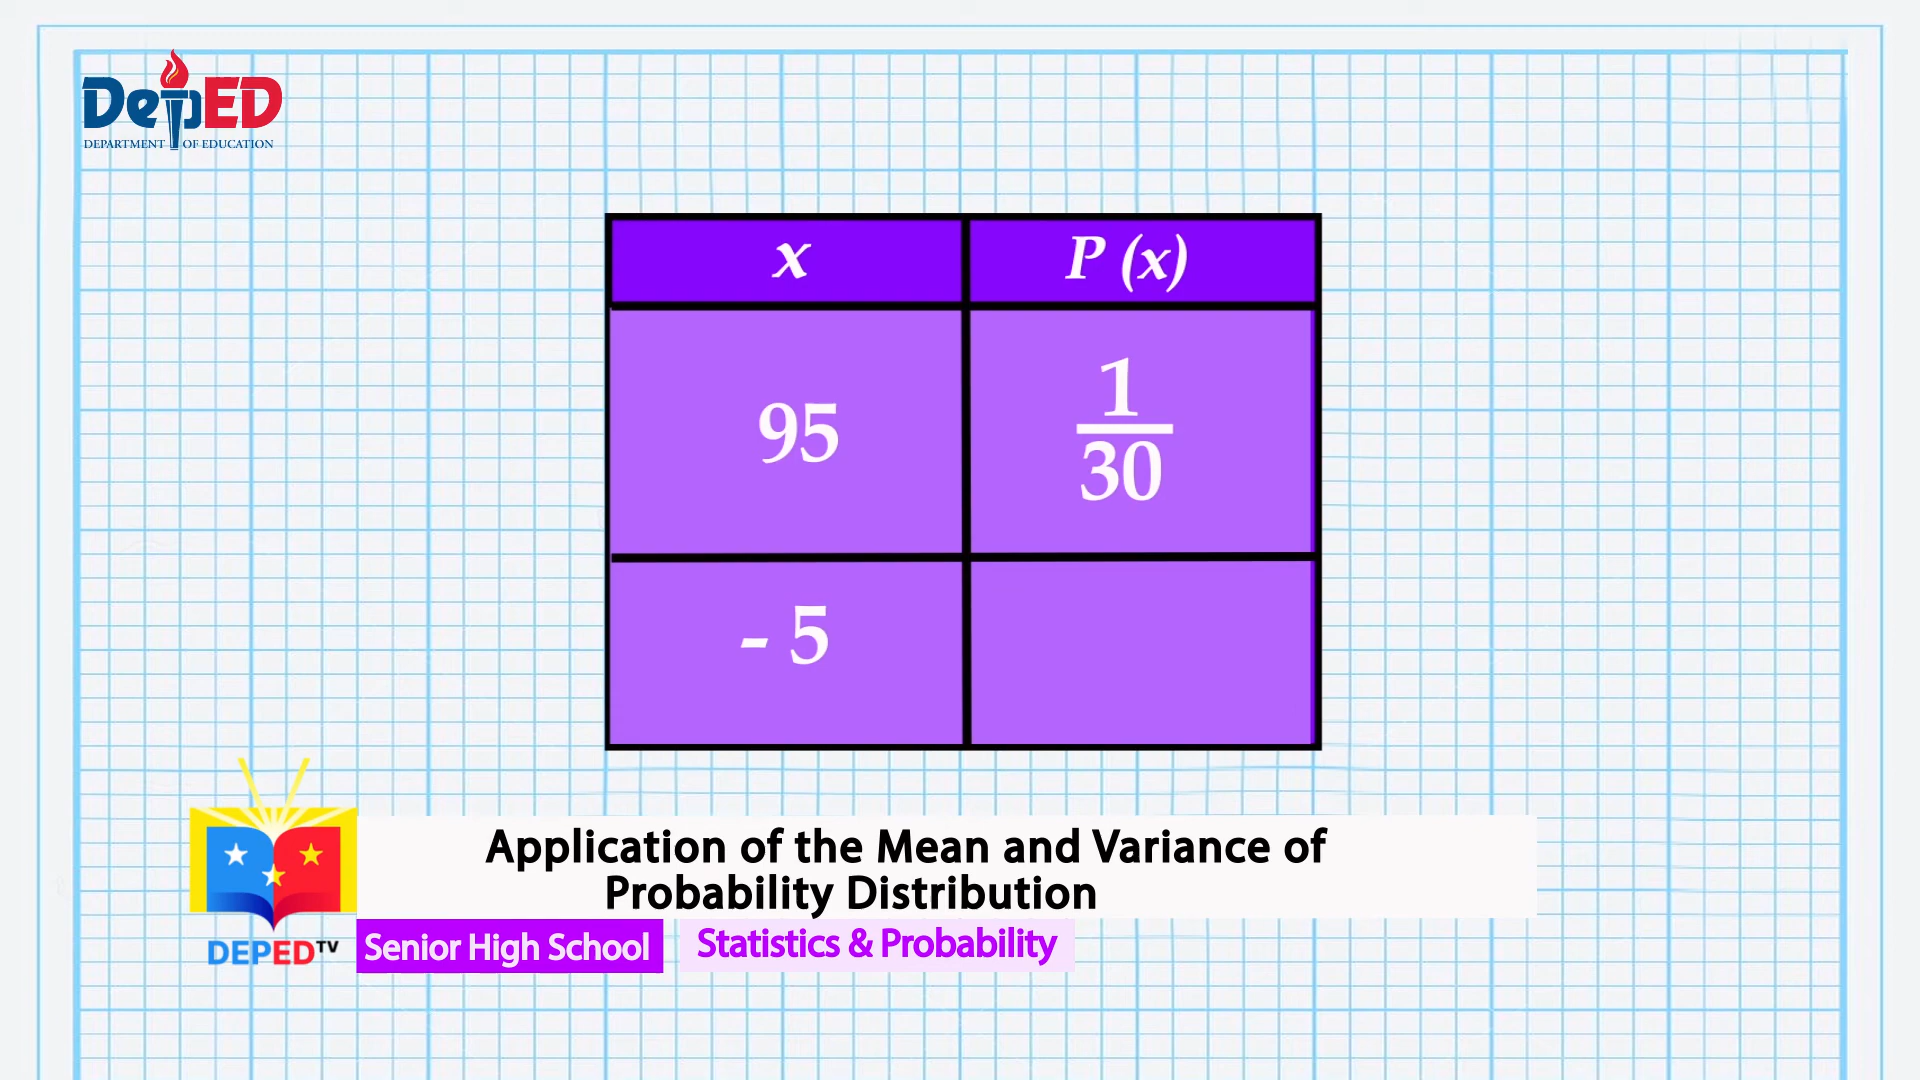 DepED
DEPARTMENT OF EDUCATION
x P (x)
95 1/30
- 5
Application of the Mean and Variance of
Probability Distribution
DEPED TV
Senior High School Statistics & Probability